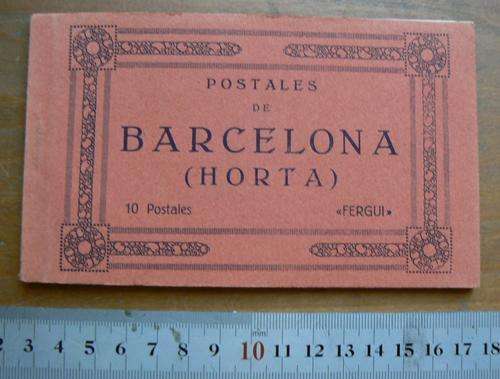 POSTALES
DE
BARCELONA
(HORTA)
10 Postales «FERGUI»
mm
2 3 4 5 6 7 8 9 10 11 12 13 14 15 16 17 18